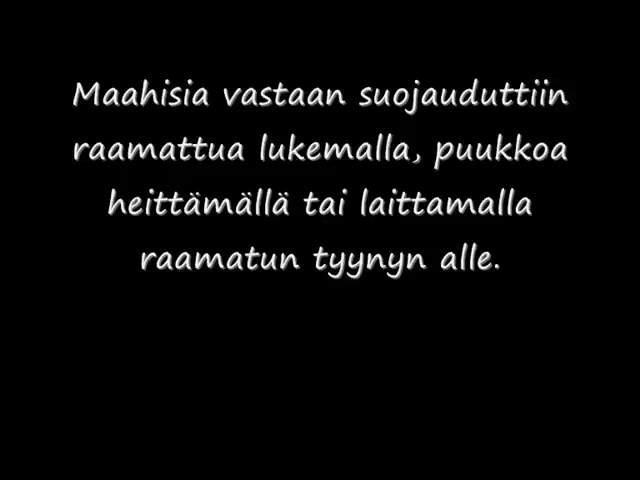 Maahisia vastaan suojauduttiin
raamattua lukemalla, puukkoa
heittämällä tai laittamalla
raamatun tyynyn alle.